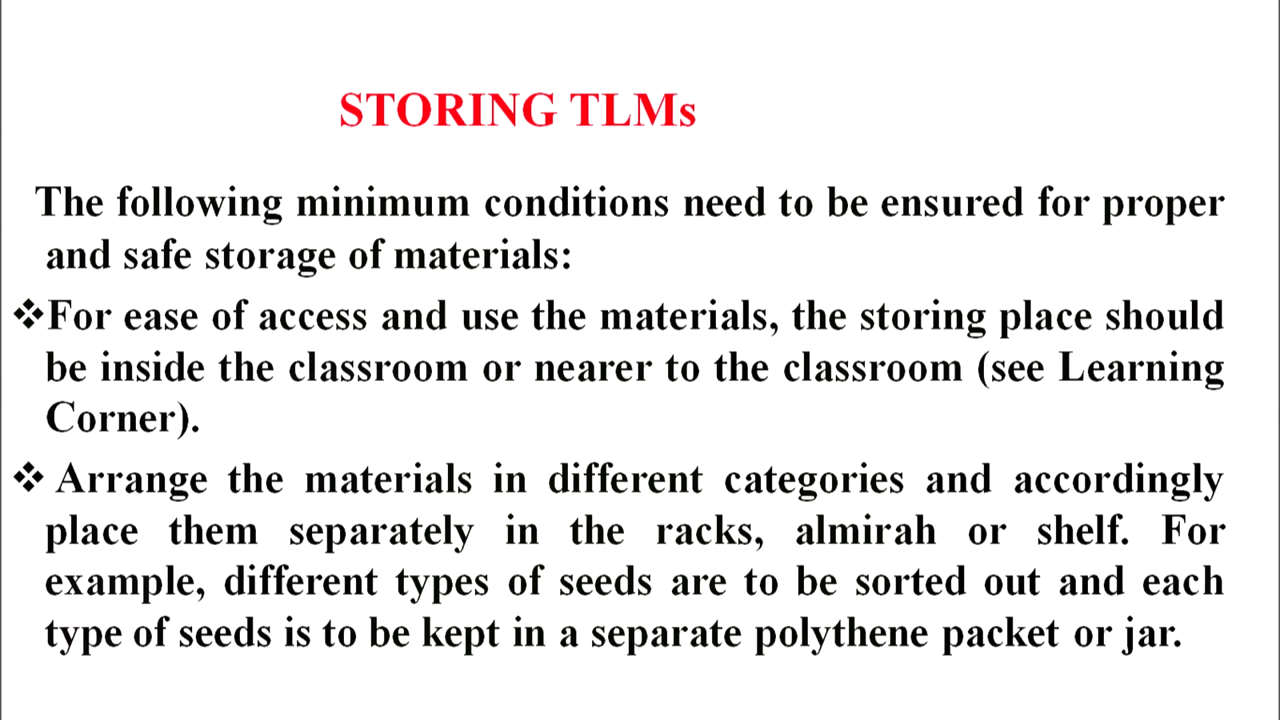 STORING TLMs
The following minimum conditions need to be ensured for proper
and safe storage of materials:
❖For ease of access and use the materials, the storing place should
be inside the classroom or nearer to the classroom (see Learning
Corner).
❖ Arrange the materials in different categories and accordingly
place them separately in the racks, almirah or shelf. For
example, different types of seeds are to be sorted out and each
type of seeds is to be kept in a separate polythene packet or jar.